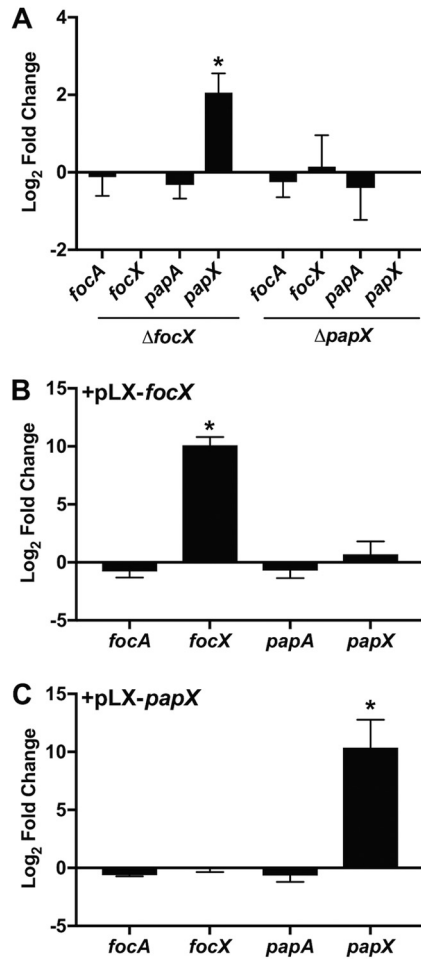 A
Log2 Fold Change
4
2
0
-2
*
focA focX papA papX focA focX papA papX
ΔfocX ΔpapX
B
+pLX-focX
Log2 Fold Change
15
10
5
0
-5
*
focA focX papA papX
C
+pLX-papX
Log2 Fold Change
15
10
5
0
-5
*
focA focX papA papX